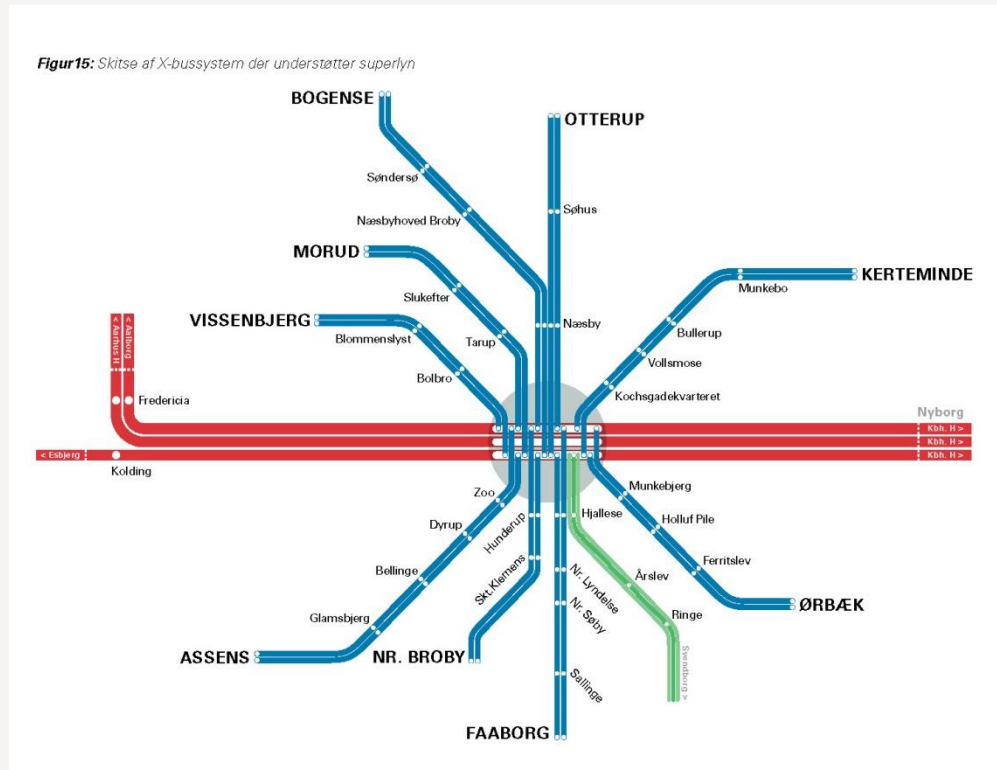 Figur15: Skitse af X-bussystem der understøtter superlyn
BOGENSE
OTTERUP
Søndersø
Næsbyhoved Broby
Søhus
MORUD
KERTEMINDE
Munkebo
Slukefter
VISSENBJERG
Blommenslyst
Tarup
Næsby
Bullerup
Vollsmose
Bolbro
Kochsgadekvarteret
< Aarhus H
< Aalborg
Fredericia
Nyborg
Kbh. H >
Kbh. H >
< Esbjerg
Kbh. H >
Kolding
Zoo
Munkebjerg
Hunderup
Hjallese
Dyrup
Holluf Pile
Skt.Klemens
Nr. Lyndelse
Ferritslev
Bellinge
Årslev
Nr. Søby
Glamsbjerg
Ringe
ØRBÆK
ASSENS
NR. BROBY
Sallinge
Svendborg >
FAABORG